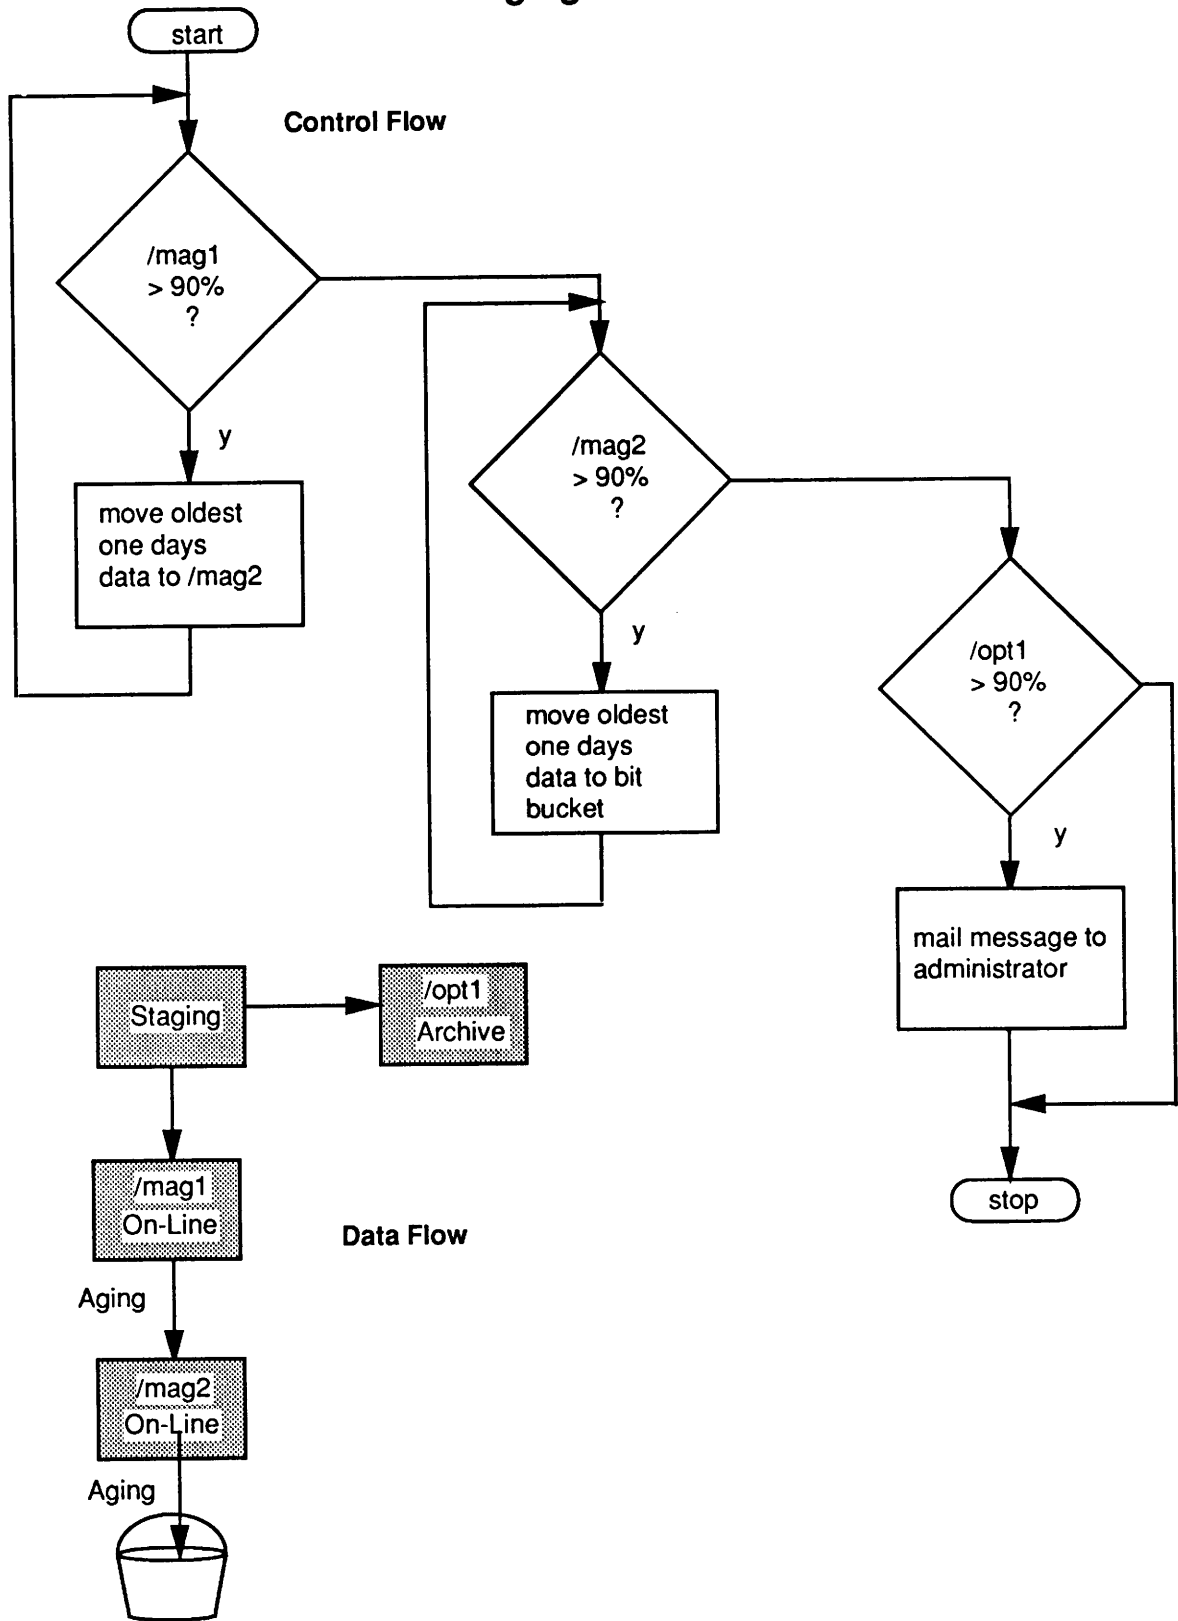 start
Control Flow
/mag1
> 90%
?
y
move oldest
one days
data to /mag2
/mag2
> 90%
?
y
move oldest
one days
data to bit
bucket
/opt1
> 90%
?
y
mail message to
administrator
stop
Staging
/opt1
Archive
/mag1
On-Line
Data Flow
Aging
/mag2
On-Line
Aging